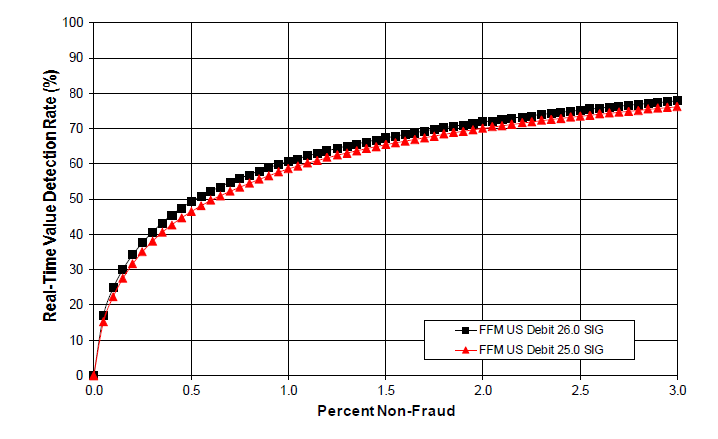 Real-Time Value Detection Rate (%)
100
90
80
70
60
50
40
30
20
10
0
0.0 0.5 1.0 1.5 2.0 2.5 3.0
Percent Non-Fraud
FFM US Debit 26.0 SIG
FFM US Debit 25.0 SIG